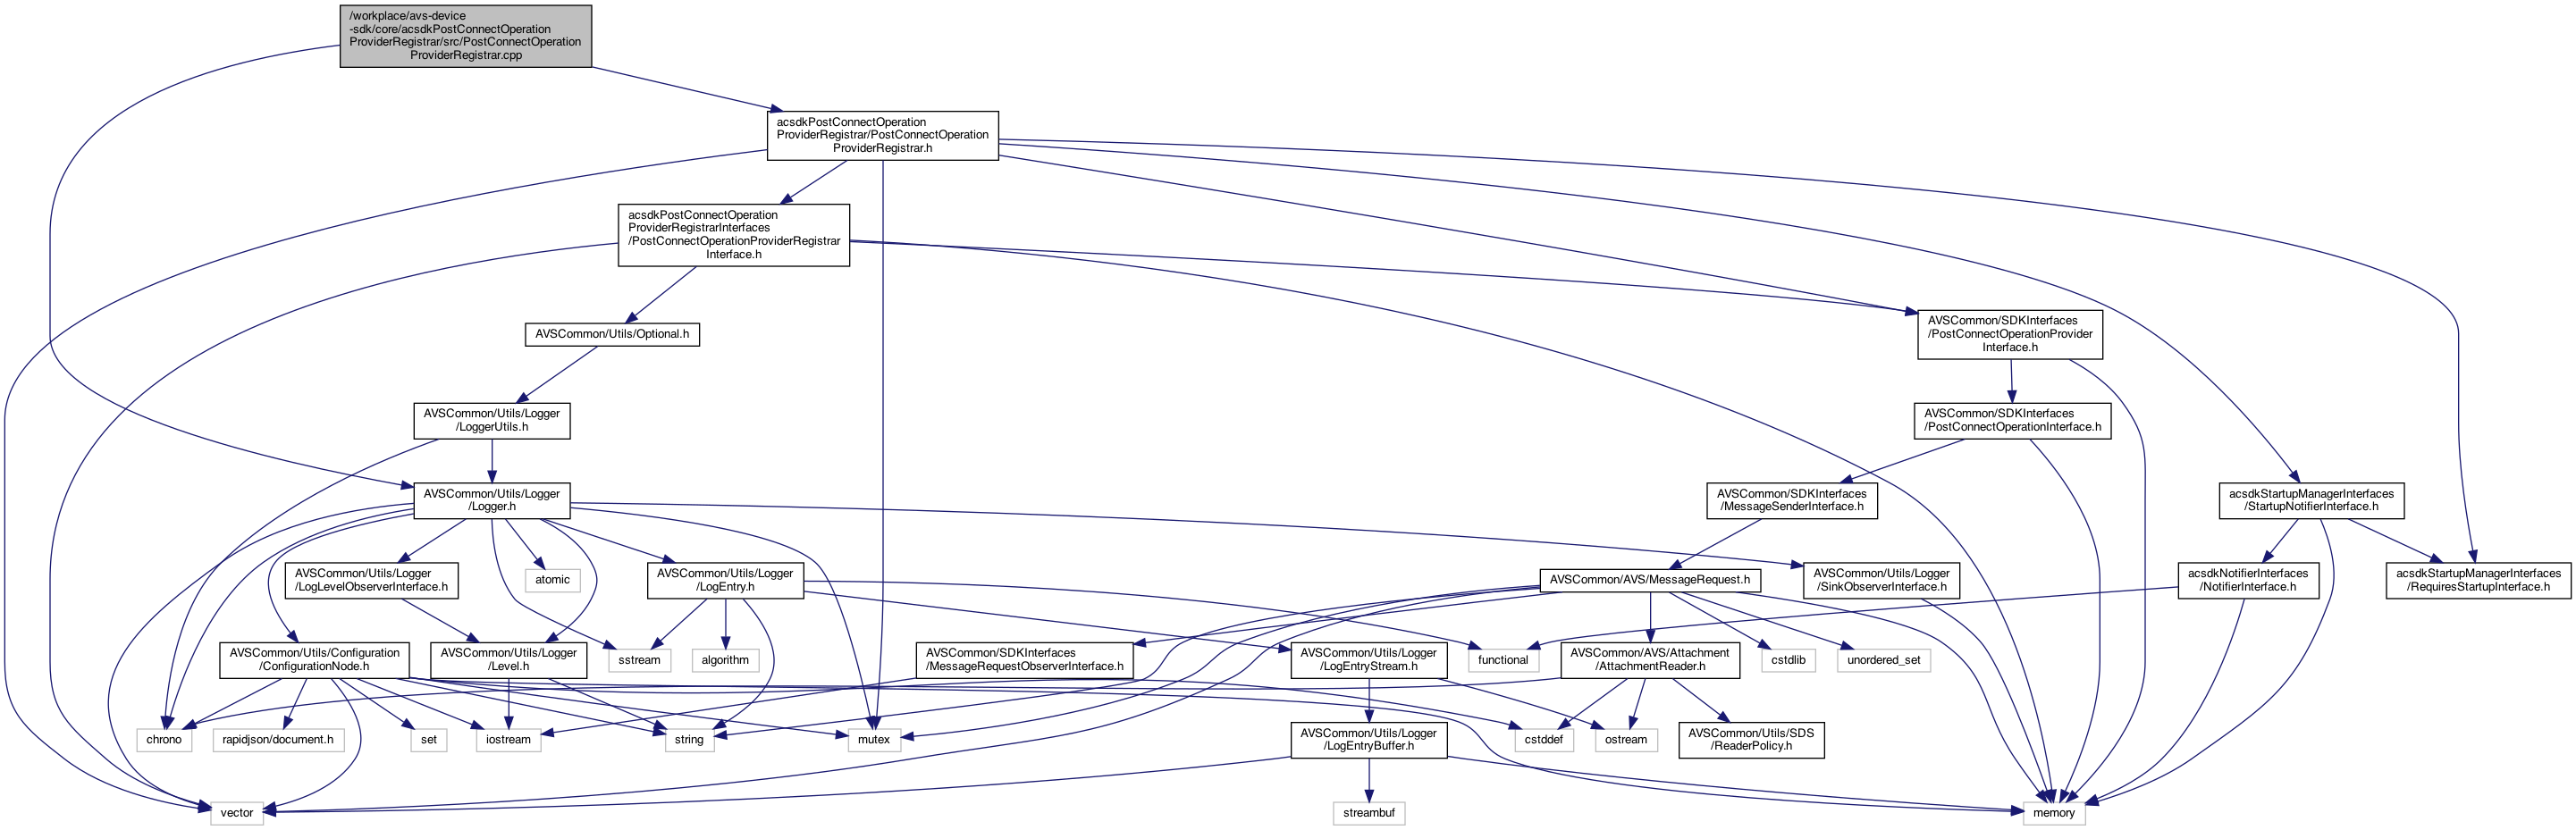 /workplace/avs-device
-sdk/core/acsdkPostConnectOperation
ProviderRegistrar/src/PostConnectOperation
ProviderRegistrar.cpp
acsdkPostConnectOperation
ProviderRegistrar/PostConnectOperation
ProviderRegistrar.h
acsdkPostConnectOperation
ProviderRegistrarInterfaces
/PostConnectOperationProviderRegistrar
Interface.h
AVSCommon/Utils/Optional.h
AVSCommon/SDKInterfaces
/PostConnectOperationProvider
Interface.h
AVSCommon/Utils/Logger
/LoggerUtils.h
AVSCommon/SDKInterfaces
/PostConnectOperationInterface.h
AVSCommon/Utils/Logger
/Logger.h
AVSCommon/SDKInterfaces
/MessageSenderInterface.h
acsdkStartupManagerInterfaces
/StartupNotifierInterface.h
AVSCommon/Utils/Logger
/LogLevelObserverInterface.h
atomic
AVSCommon/Utils/Logger
/LogEntry.h
AVSCommon/AVS/MessageRequest.h
AVSCommon/Utils/Logger
/SinkObserverInterface.h
acsdkNotifierInterfaces
/NotifierInterface.h
acsdkStartupManagerInterfaces
/RequiresStartupInterface.h
AVSCommon/Utils/Configuration
/ConfigurationNode.h
AVSCommon/Utils/Logger
/Level.h
sstream
algorithm
AVSCommon/SDKInterfaces
/MessageRequestObserverInterface.h
AVSCommon/Utils/Logger
/LogEntryStream.h
functional
AVSCommon/AVS/Attachment
/AttachmentReader.h
cstdlib
unordered_set
chrono
rapidjson/document.h
set
iostream
string
mutex
AVSCommon/Utils/Logger
/LogEntryBuffer.h
cstddef
ostream
AVSCommon/Utils/SDS
/ReaderPolicy.h
vector
streambuf
memory